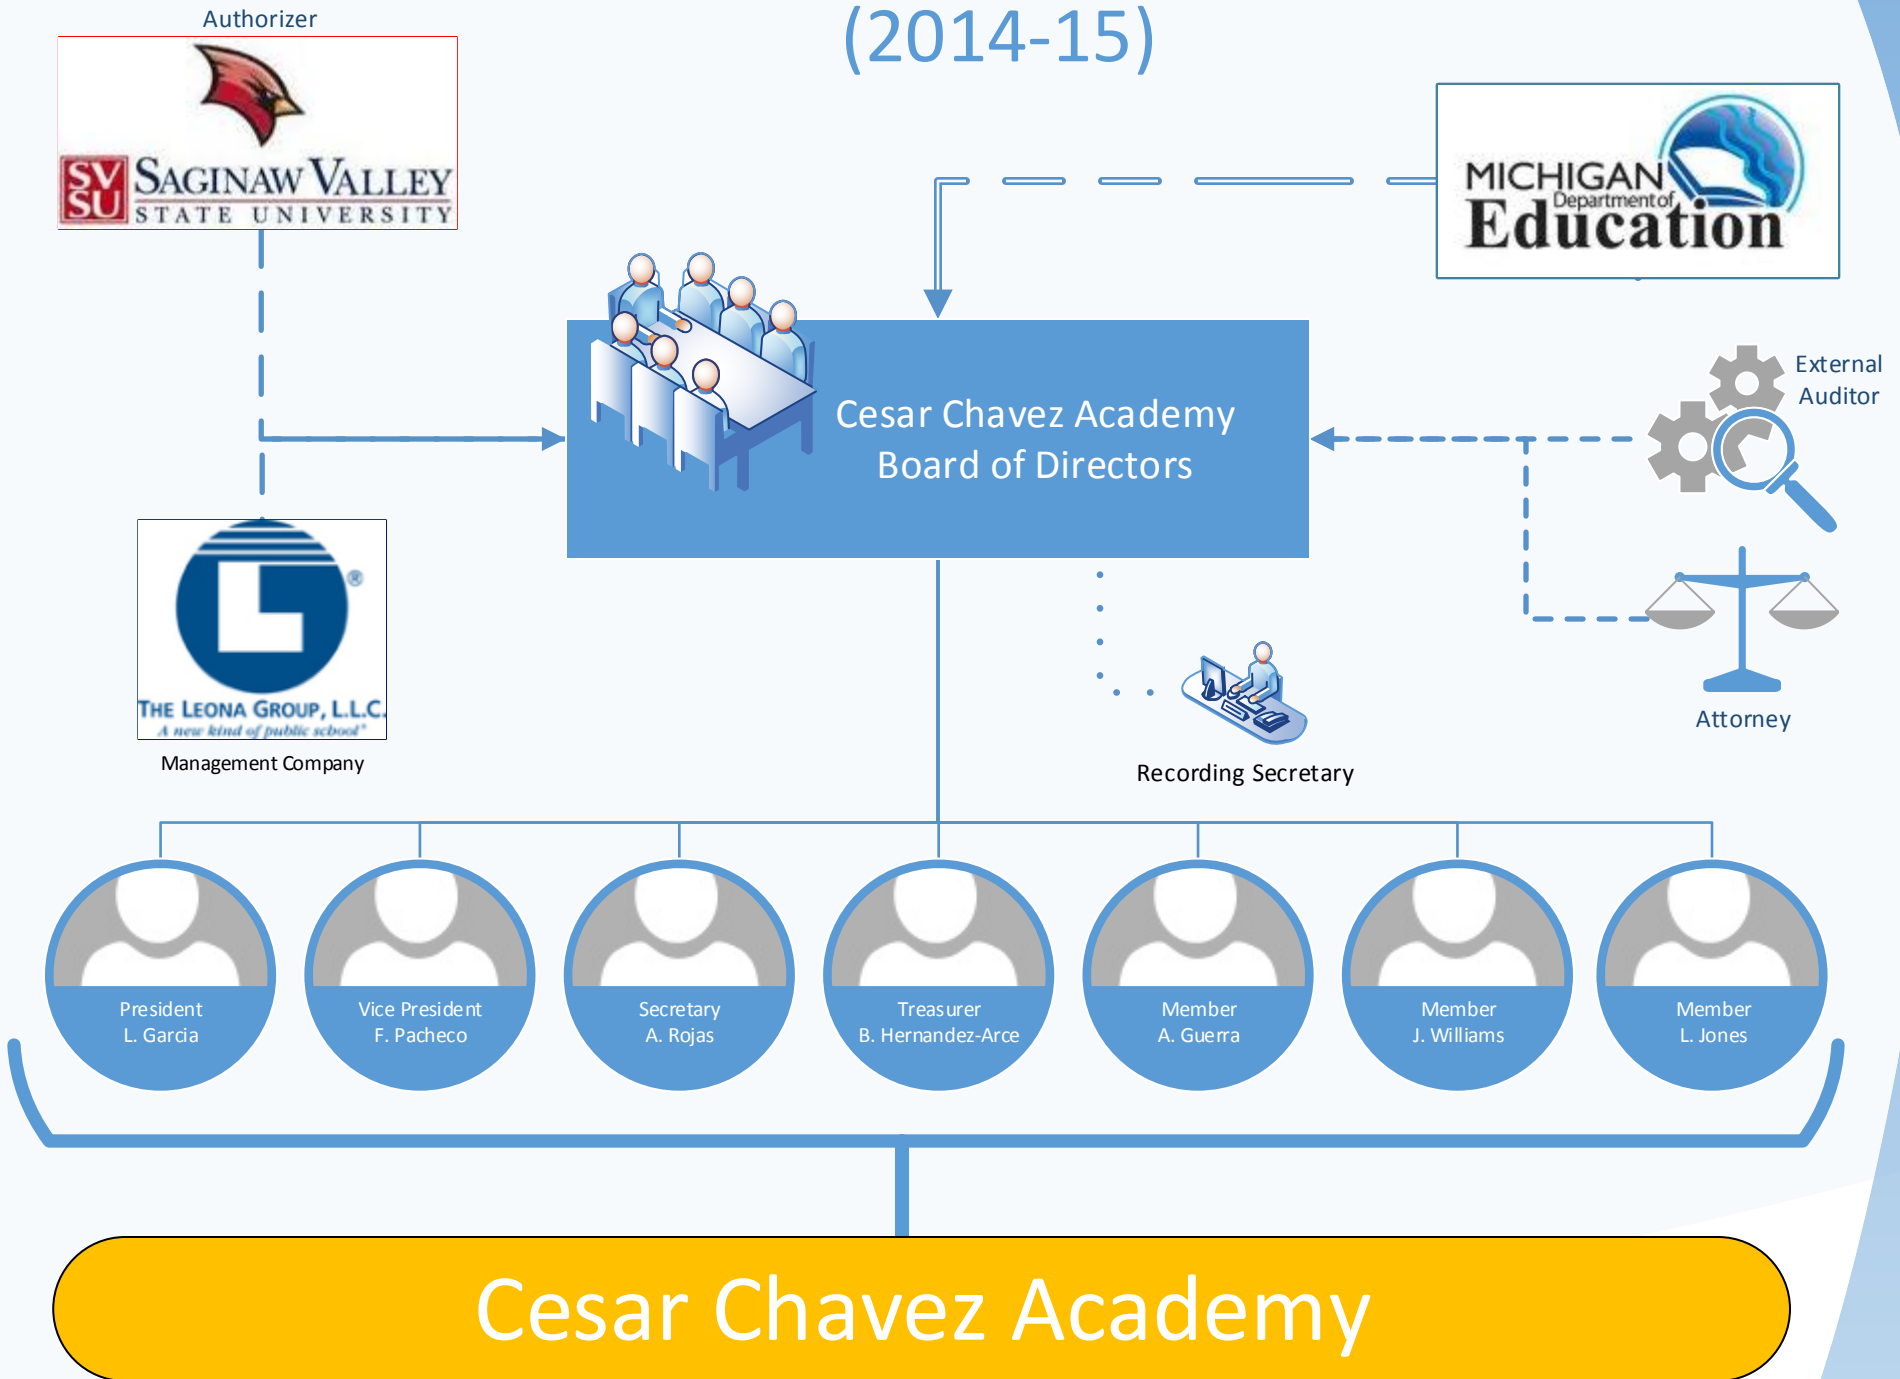 (2014-15)
Authorizer
SV
SU
SAGINAW VALLEY
STATE UNIVERSITY
MICHIGAN
Department of
Education
Cesar Chavez Academy
Board of Directors
External
Auditor
Attorney
®
THE LEONA GROUP, L.L.C.
A new kind of public school®
Management Company
Recording Secretary
President
L. Garcia
Vice President
F. Pacheco
Secretary
A. Rojas
Treasurer
B. Hernandez-Arce
Member
A. Guerra
Member
J. Williams
Member
L. Jones
Cesar Chavez Academy